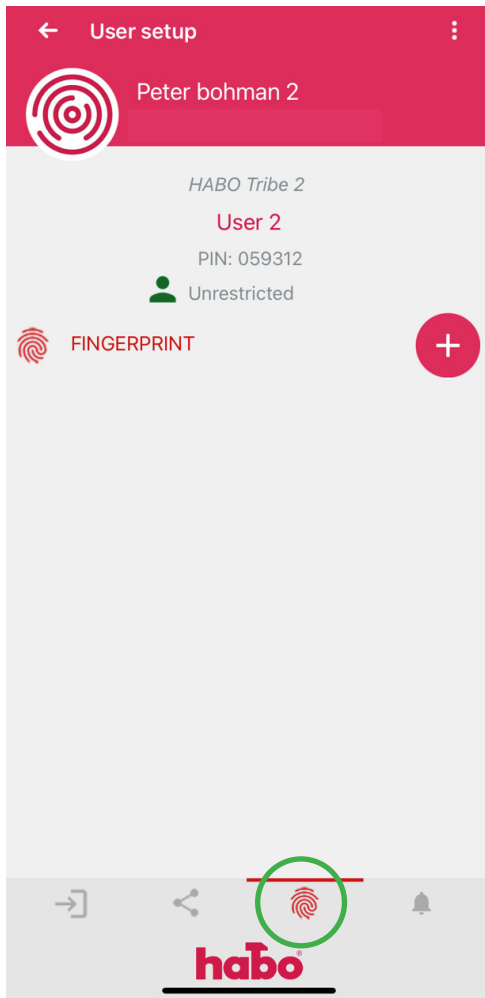 User setup
Peter bohman 2
HABO Tribe 2
User 2
PIN: 059312
Unrestricted
FINGERPRINT
habo